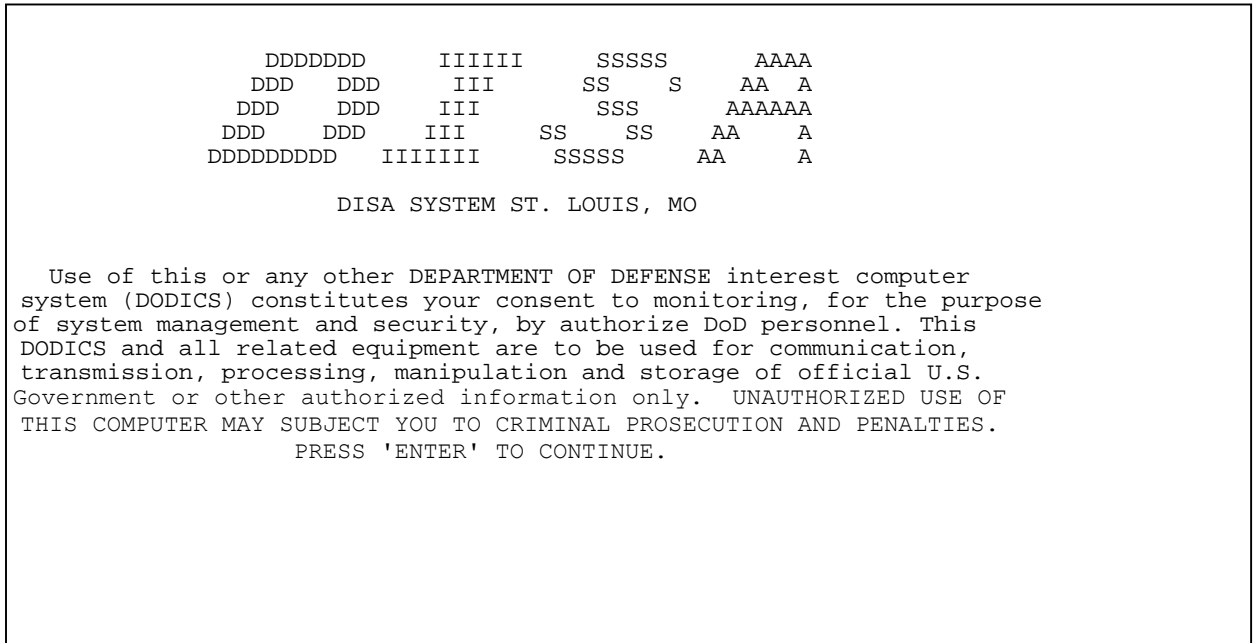 DDDDDDD     IIIIII     SSSSS      AAAA
DDD   DDD     III      SS    S    AA  A
DDD      DDD    III        SSS      AAAAAA
DDD    DDD    III     SS    SS    AA    A
DDDDDDDDD   IIIIIII     SSSSS     AA     A
DISA SYSTEM ST. LOUIS, MO
Use of this or any other DEPARTMENT OF DEFENSE interest computer
system (DODICS) constitutes your consent to monitoring, for the purpose
of system management and security, by authorize DoD personnel. This
DODICS and all related equipment are to be used for communication,
transmission, processing, manipulation and storage of official U.S.
Government or other authorized information only.  UNAUTHORIZED USE OF
THIS COMPUTER MAY SUBJECT YOU TO CRIMINAL PROSECUTION AND PENALTIES.
PRESS 'ENTER' TO CONTINUE.